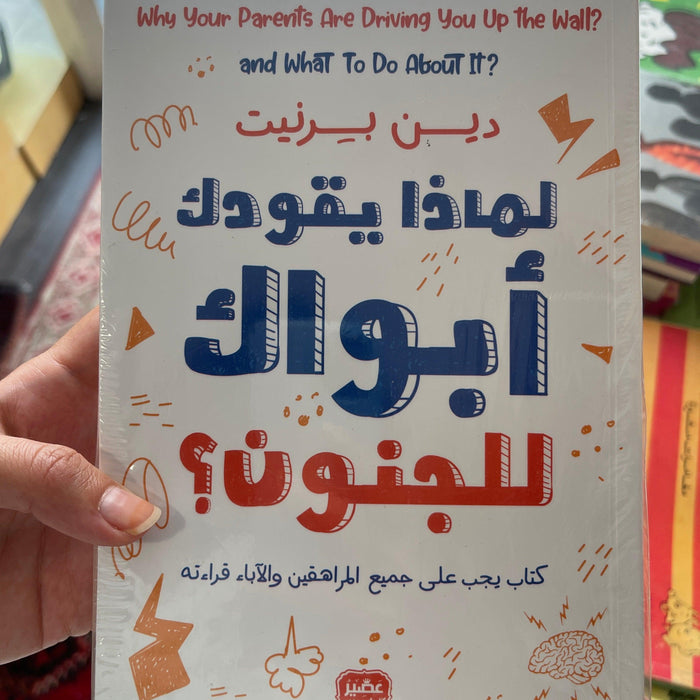 Why Your Parents Are Driving You Up the Wall?
and What To Do About It?
دين بيرنيت
لماذا يقودك
أبواك
للجنون؟
كتاب يجب على جميع المراهقين والآباء قراءته
عصير